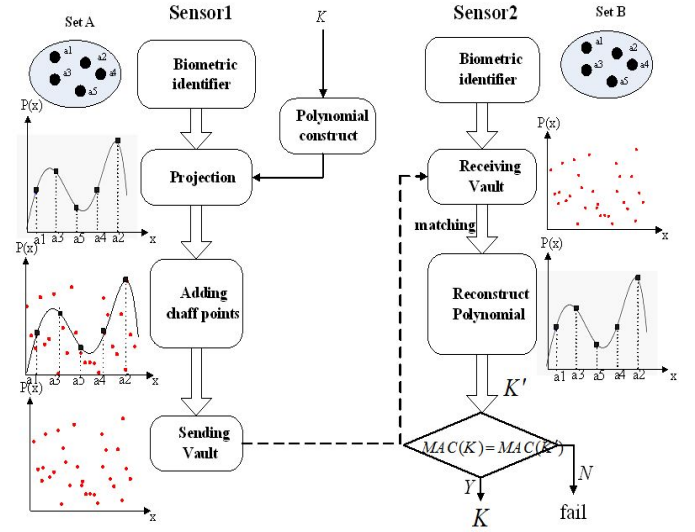 Set A
Sensor1
K
Sensor2
Set B
a1
a2
a3
a4
a5
Biometric
identifier
Polynomial
construct
Biometric
identifier
a1
a2
a3
a4
a5
P(x)
Projection
a1 a3 a5 a4 a2
x
Receiving
Vault
P(x)
x
matching
P(x)
Adding
chaff points
a1 a3 a5 a4 a2
x
Reconstruct
Polynomial
P(x)
a1 a3 a5 a4 a2
x
K'
P(x)
x
Sending
Vault
MAC(K)=MAC(K')
Y
N
K
fail